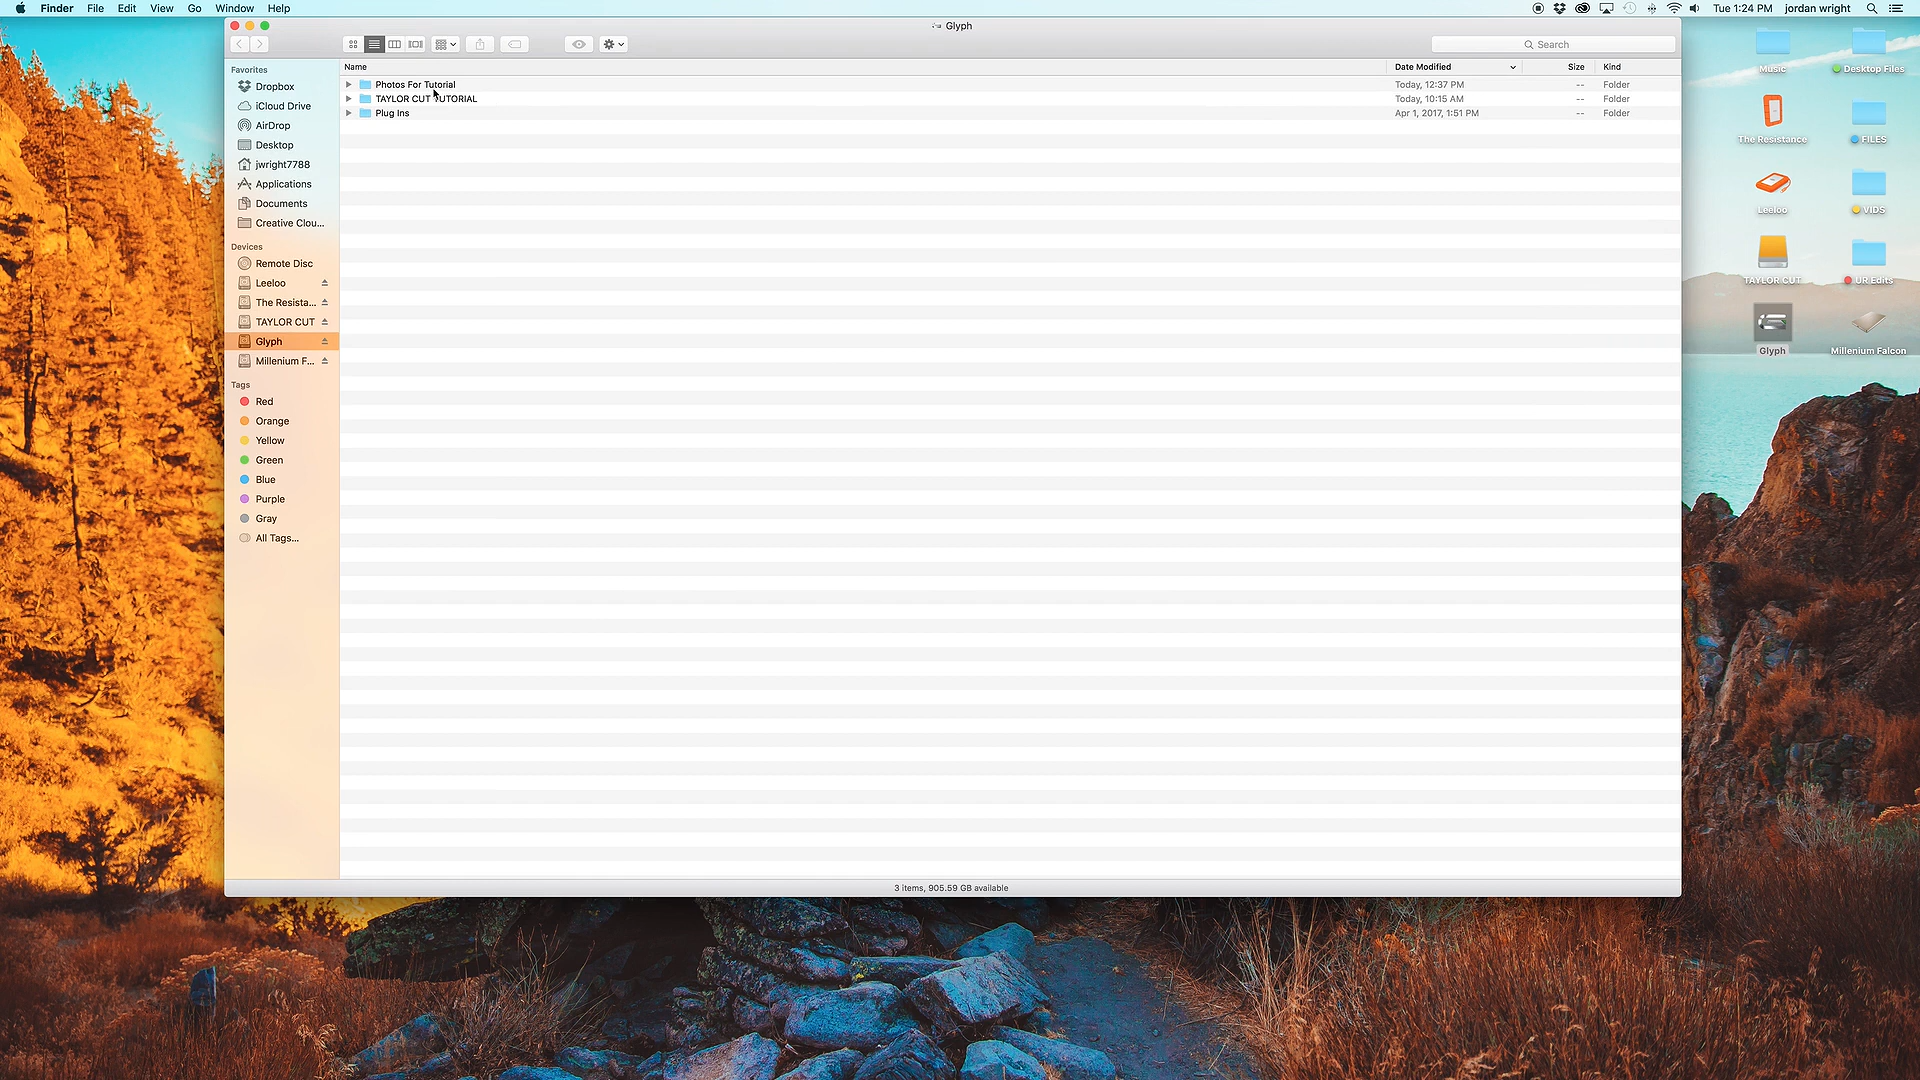 Finder File Edit View Go Window Help
Tue 1:24 PM jordan wright
Glyph
Search
Favorites
Dropbox
iCloud Drive
AirDrop
Desktop
jwright7788
Applications
Documents
Creative Clou...
Devices
Remote Disc
Leeloo
The Resista...
TAYLOR CUT
Glyph
Millenium F...
Tags
Red
Orange
Yellow
Green
Blue
Purple
Gray
All Tags...
Name Date Modified Size Kind
Photos For Tutorial Today, 12:37 PM -- Folder
TAYLOR CUT TUTORIAL Today, 10:15 AM -- Folder
Plug Ins Apr 1, 2017, 1:51 PM -- Folder
3 items, 905.59 GB available
Music Desktop Files
The Resistance FILES
Leeloo VIDS
TAYLOR CUT UR Edits
Glyph Millenium Falcon